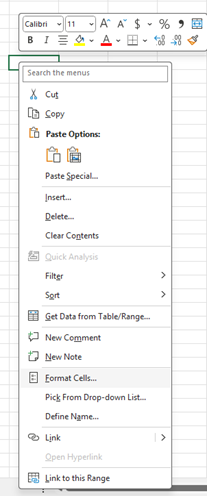 Calibri 11 A A $ % 9
B I A
Search the menus
Cut
Copy
Paste Options:
Paste Special...
Insert...
Delete...
Clear Contents
Quick Analysis
Filter
Sort
Get Data from Table/Range...
New Comment
New Note
Format Cells...
Pick From Drop-down List...
Define Name...
Link
Open Hyperlink
Link to this Range